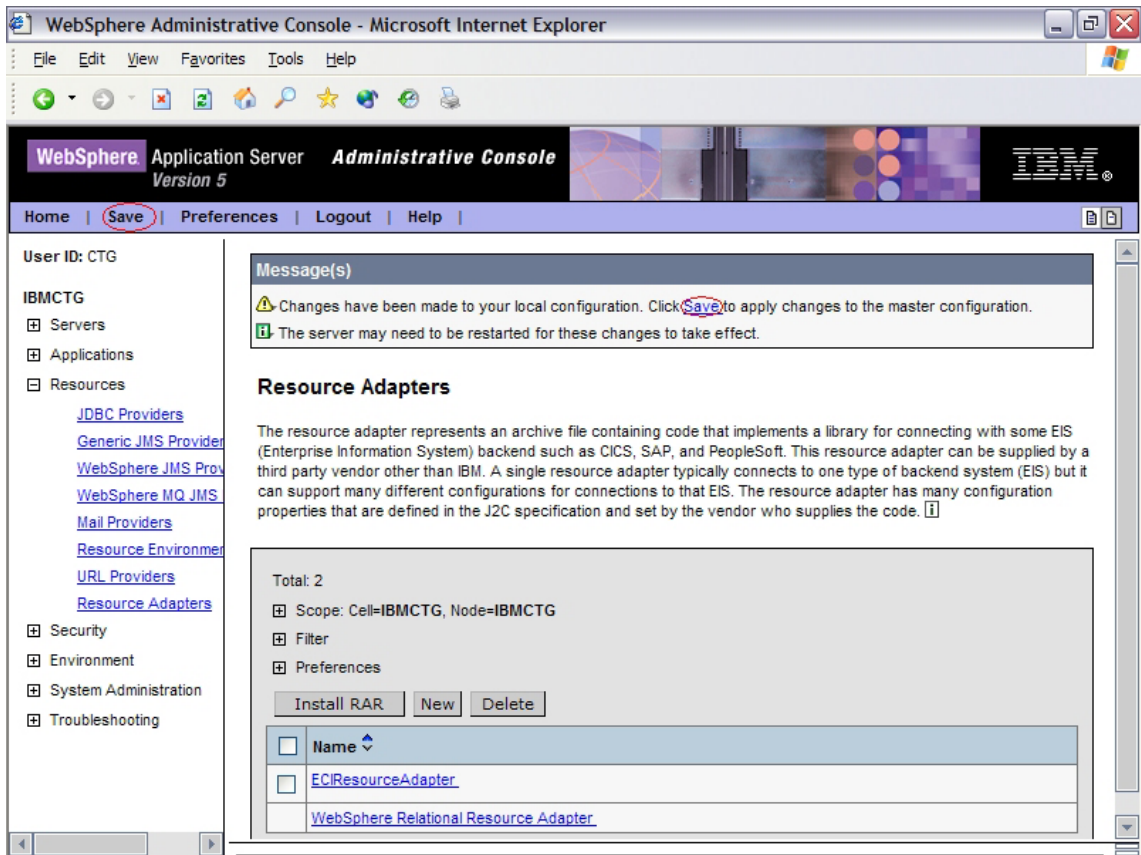 WebSphere Administrative Console - Microsoft Internet Explorer
File Edit View Favorites Tools Help
WebSphere Application Server Administrative Console
Version 5
IBM
Home | Save | Preferences | Logout | Help |
User ID: CTG
IBMCTG
Servers
Applications
Resources
JDBC Providers
Generic JMS Provider
WebSphere JMS Prov
WebSphere MQ JMS
Mail Providers
Resource Environmen
URL Providers
Resource Adapters
Security
Environment
System Administration
Troubleshooting
Message(s)
Changes have been made to your local configuration. Click Save to apply changes to the master configuration.
The server may need to be restarted for these changes to take effect.
Resource Adapters
The resource adapter represents an archive file containing code that implements a library for connecting with some EIS
(Enterprise Information System) backend such as CICS, SAP, and PeopleSoft. This resource adapter can be supplied by a
third party vendor other than IBM. A single resource adapter typically connects to one type of backend system (EIS) but it
can support many different configurations for connections to that EIS. The resource adapter has many configuration
properties that are defined in the J2C specification and set by the vendor who supplies the code. i
Total: 2
Scope: Cell=IBMCTG, Node=IBMCTG
Filter
Preferences
Install RAR New Delete
Name
ECIResourceAdapter
WebSphere Relational Resource Adapter